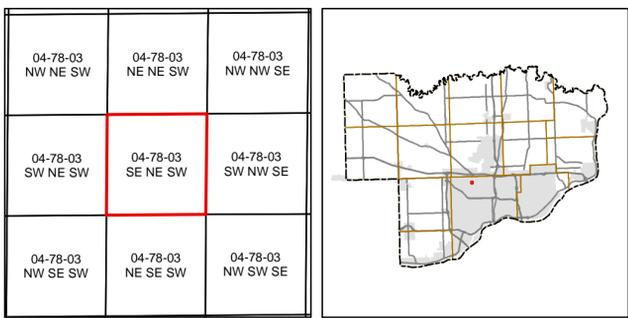 04-78-03
NW NE SW
04-78-03
NE NE SW
04-78-03
NW NW SE
04-78-03
SW NE SW
04-78-03
SE NE SW
04-78-03
SW NW SE
04-78-03
NW SE SW
04-78-03
NE SE SW
04-78-03
NW SW SE